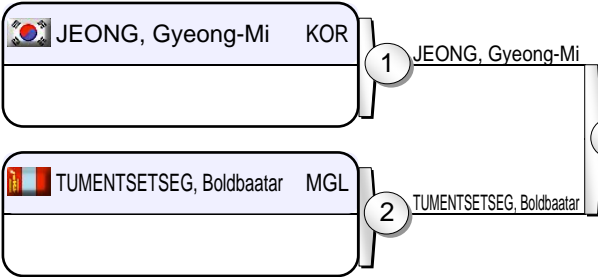 JEONG, Gyeong-Mi KOR
1
JEONG, Gyeong-Mi
TUMENTSETSEG, Boldbaatar MGL
2
TUMENTSETSEG, Boldbaatar